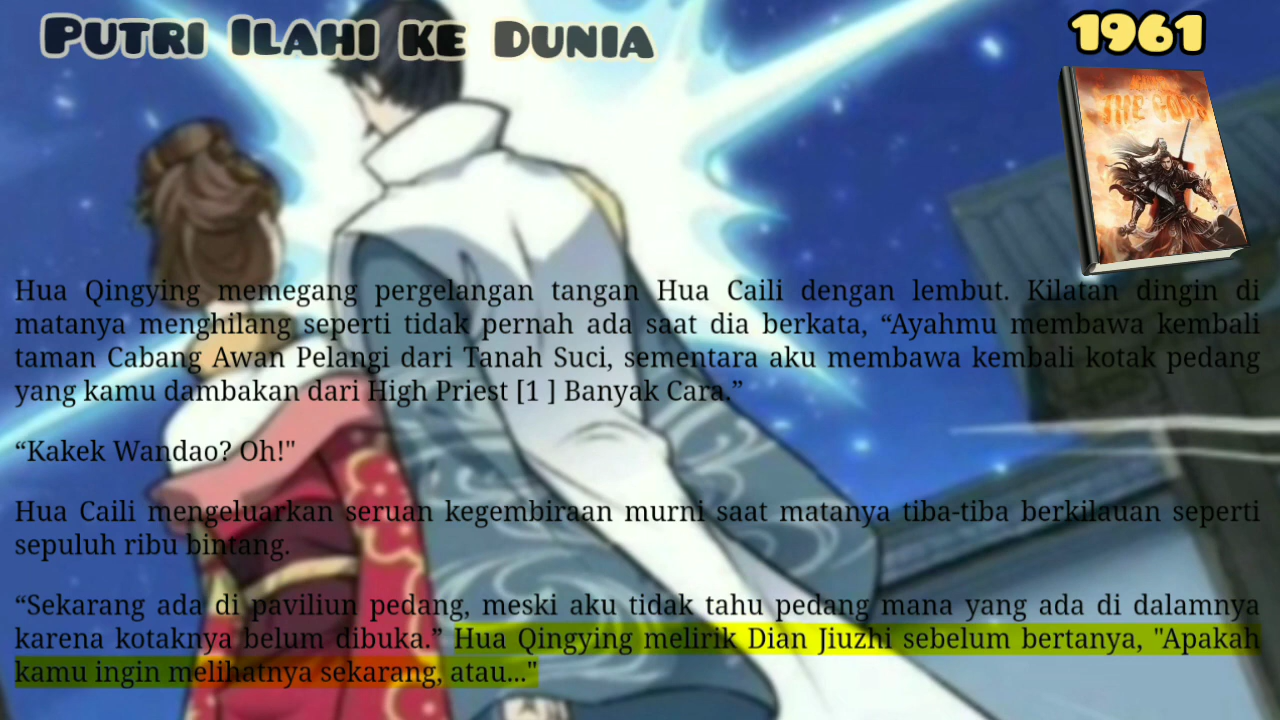 Putri Ilahi ke Dunia
1961
THE GODS
Hua Qingying memegang pergelangan tangan Hua Caili dengan lembut. Kilatan dingin di
matanya menghilang seperti tidak pernah ada saat dia berkata, “Ayahmu membawa kembali
taman Cabang Awan Pelangi dari Tanah Suci, sementara aku membawa kembali kotak pedang
yang kamu dambakan dari High Priest [1 ] Banyak Cara.”
“Kakek Wandao? Oh!"
Hua Caili mengeluarkan seruan kegembiraan murni saat matanya tiba-tiba berkilauan seperti
sepuluh ribu bintang.
“Sekarang ada di paviliun pedang, meski aku tidak tahu pedang mana yang ada di dalamnya
karena kotaknya belum dibuka.” Hua Qingying melirik Dian Jiuzhi sebelum bertanya, "Apakah
kamu ingin melihatnya sekarang, atau..."